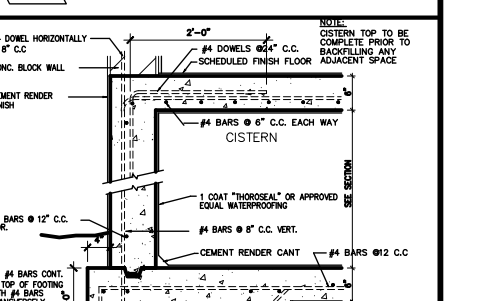 2'-0"
NOTE:
CISTERN TOP TO BE
COMPLETE PRIOR TO
BACKFILLING ANY
ADJACENT SPACE
DOWEL HORIZONTALLY
8" C.C
#4 DOWELS @24" C.C.
SCHEDULED FINISH FLOOR
BLOCK WALL
RENDER
6"
#4 BARS @ 6" C.C. EACH WAY
CISTERN
SEE SECTION
1 COAT "THOROSEAL" OR APPROVED
EQUAL WATERPROOFING
BARS @ 12" C.C.
#4 BARS @ 8" C.C. VERT.
4"
CEMENT RENDER CANT
#4 BARS @12 C.C
#4 BARS CONT.
TOP OF FOOTING
#4 BARS
6"